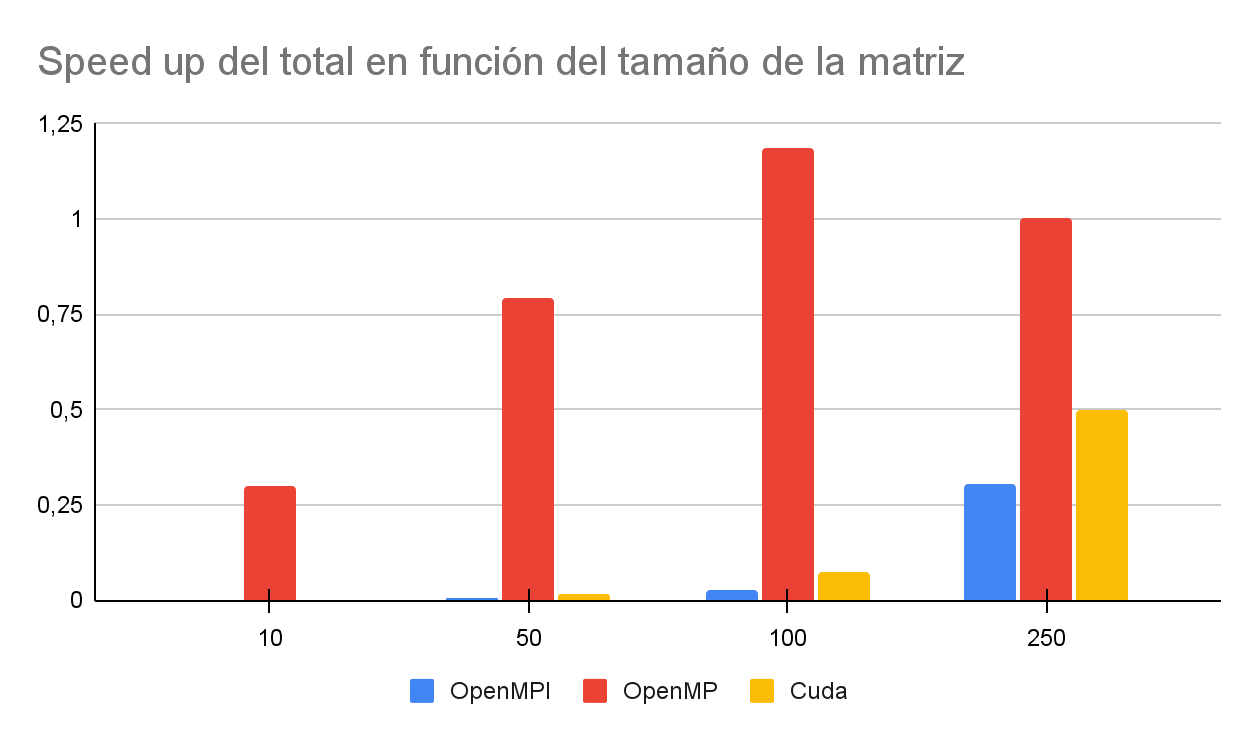 Speed up del total en función del tamaño de la matriz
1,25
1
0,75
0,5
0,25
0
10 50 100 250
OpenMPI OpenMP Cuda